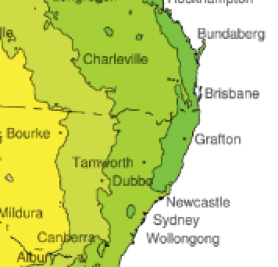 Rockhampton
lle
Bundaberg
Charleville
Brisbane
Bourke
Grafton
Tamworth
Dubbo
Newcastle
Mildura
Sydney
Canberra
Wollongong
Albury